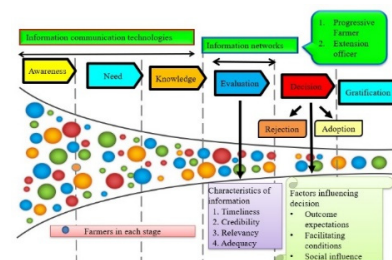 1. Progressive
Farmer
2. Extension
officer
Information communication technologies
Information networks
Awareness
Need
Knowledge
Evaluation
Decision
Gratification
Rejection
Adoption
Characteristics of
information
1. Timeliness
2. Credibility
3. Relevancy
4. Adequacy
Factors influencing
decision
• Outcome
expectations
• Facilitating
conditions
• Social influence
Farmers in each stage